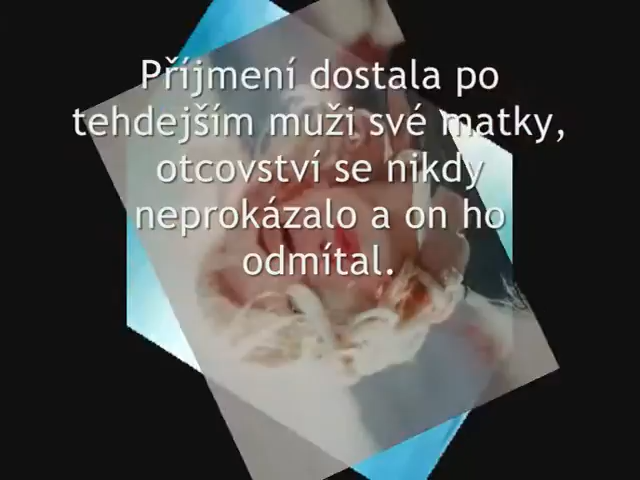 Příjmení dostala po
tehdejším muži své matky,
otcovství se nikdy
neprokázalo a on ho
odmítal.